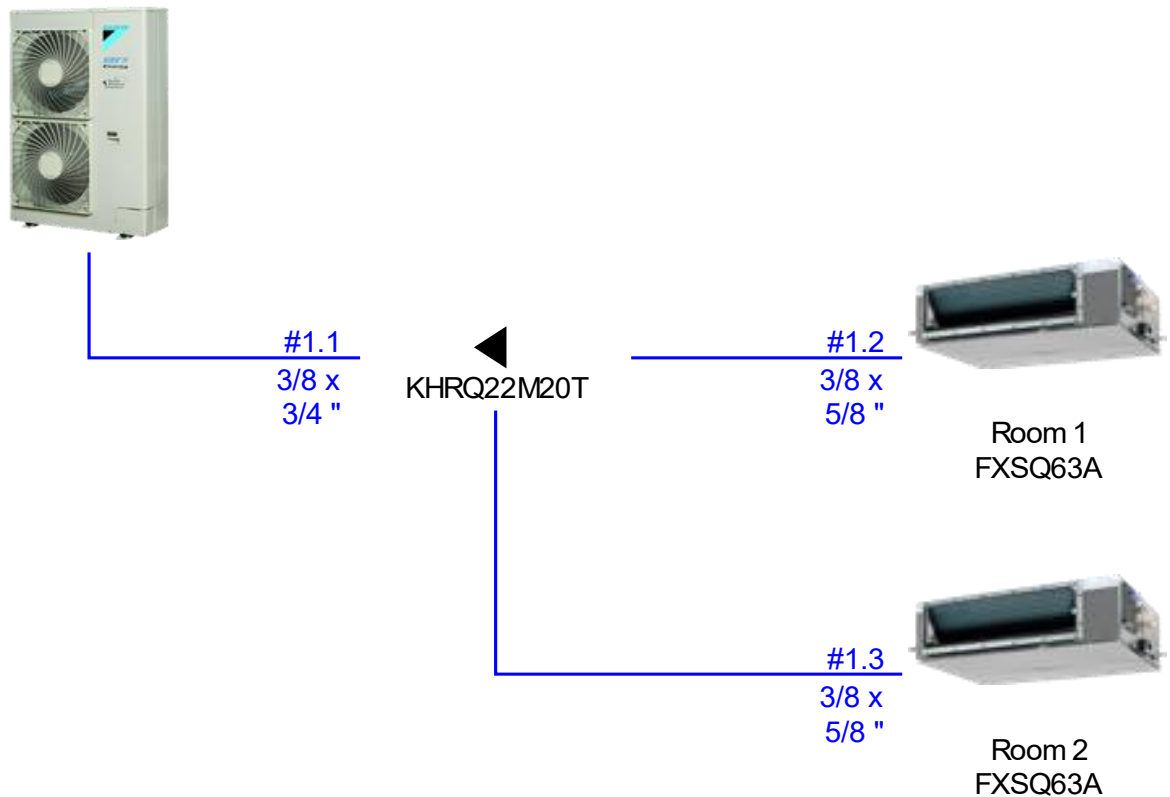 #1.1
3/8 x
3/4 "
KHRQ22M20T
#1.2
3/8 x
5/8 "
Room 1
FXSQ63A
#1.3
3/8 x
5/8 "
Room 2
FXSQ63A